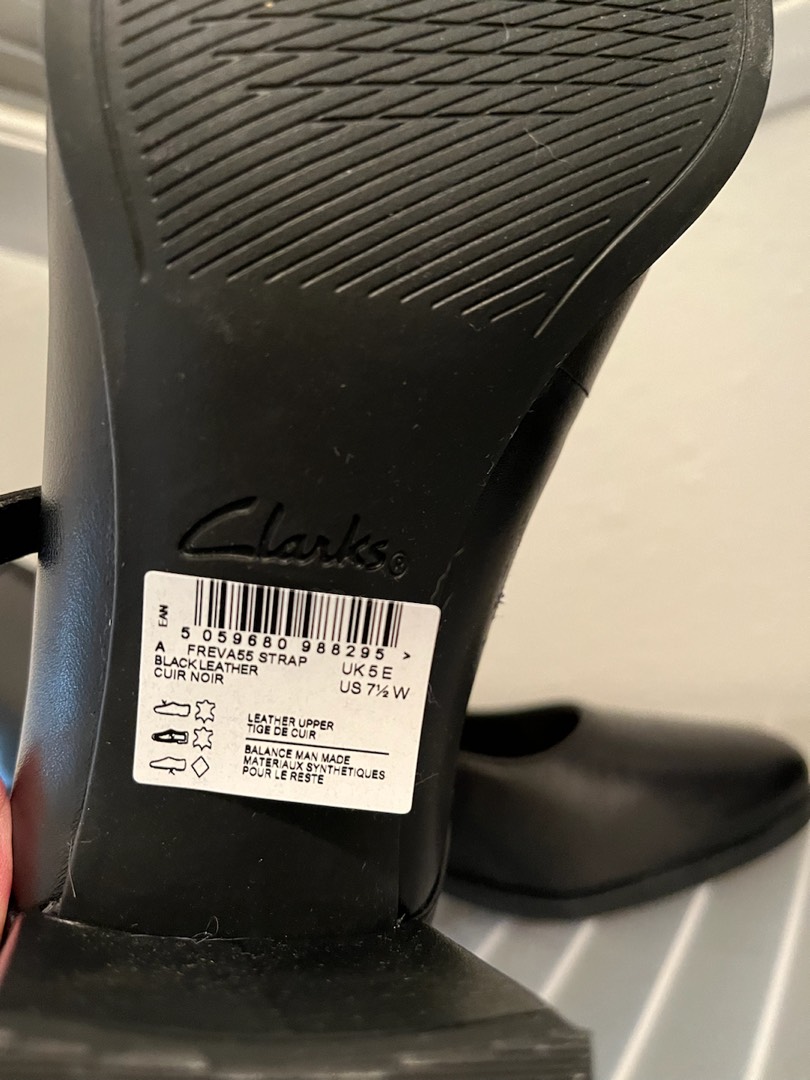 Clarks®
EAN
5 059680 988295 >
A FREVA55 STRAP
BLACK LEATHER
CUIR NOIR
UK 5 E
US 7½ W
LEATHER UPPER
TIGE DE CUIR
BALANCE MAN MADE
MATERIAUX SYNTHETIQUES
POUR LE RESTE